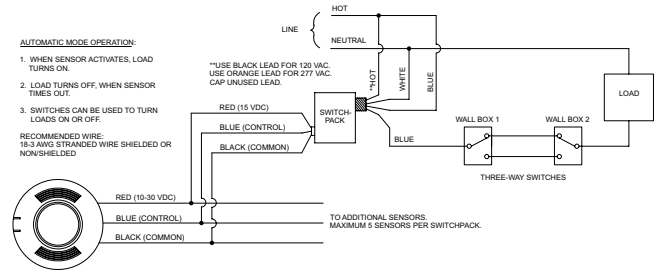 HOT
LINE
NEUTRAL
AUTOMATIC MODE OPERATION:
1. WHEN SENSOR ACTIVATES, LOAD
TURNS ON.
2. LOAD TURNS OFF, WHEN SENSOR
TIMES OUT.
3. SWITCHES CAN BE USED TO TURN
LOADS ON OR OFF.
RECOMMENDED WIRE:
18-3 AWG STRANDED WIRE SHIELDED OR
NON/SHIELDED
**USE BLACK LEAD FOR 120 VAC.
USE ORANGE LEAD FOR 277 VAC.
CAP UNUSED LEAD.
**HOT
WHITE
BLUE
RED (15 VDC)
BLUE (CONTROL)
BLACK (COMMON)
SWITCH-
PACK
BLUE
WALL BOX 1
WALL BOX 2
THREE-WAY SWITCHES
LOAD
RED (10-30 VDC)
BLUE (CONTROL)
BLACK (COMMON)
TO ADDITIONAL SENSORS.
MAXIMUM 5 SENSORS PER SWITCHPACK.